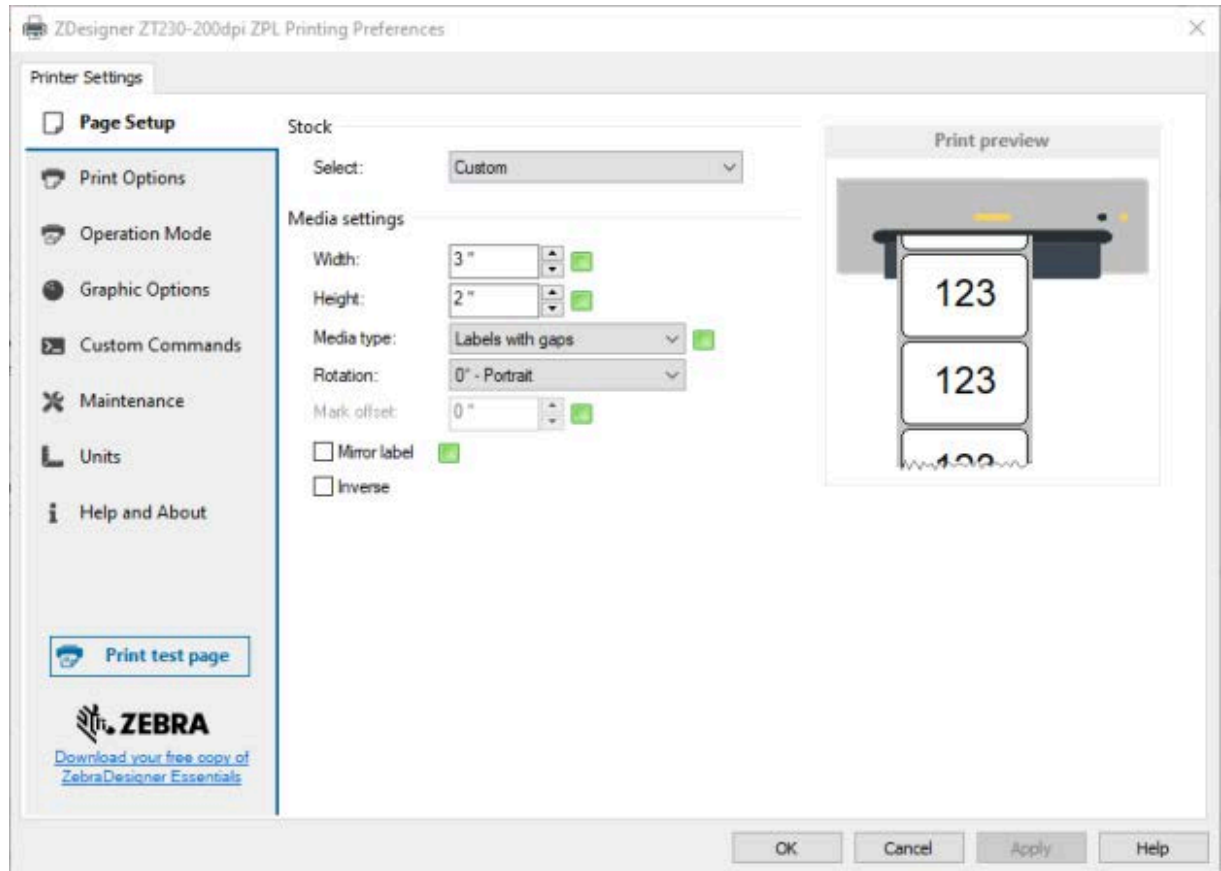 ZDesigner ZT230-200dpi ZPL Printing Preferences
Printer Settings
Page Setup
Print Options
Operation Mode
Graphic Options
Custom Commands
Maintenance
Units
Help and About
Print test page
ZEBRA
Download your free copy of
ZebraDesigner Essentials
Stock
Select: Custom
Media settings
Width: 3 "
Height: 2 "
Media type: Labels with gaps
Rotation: 0° - Portrait
Mark offset: 0 "
Mirror label
Inverse
Print preview
123
123
123
OK Cancel Apply Help